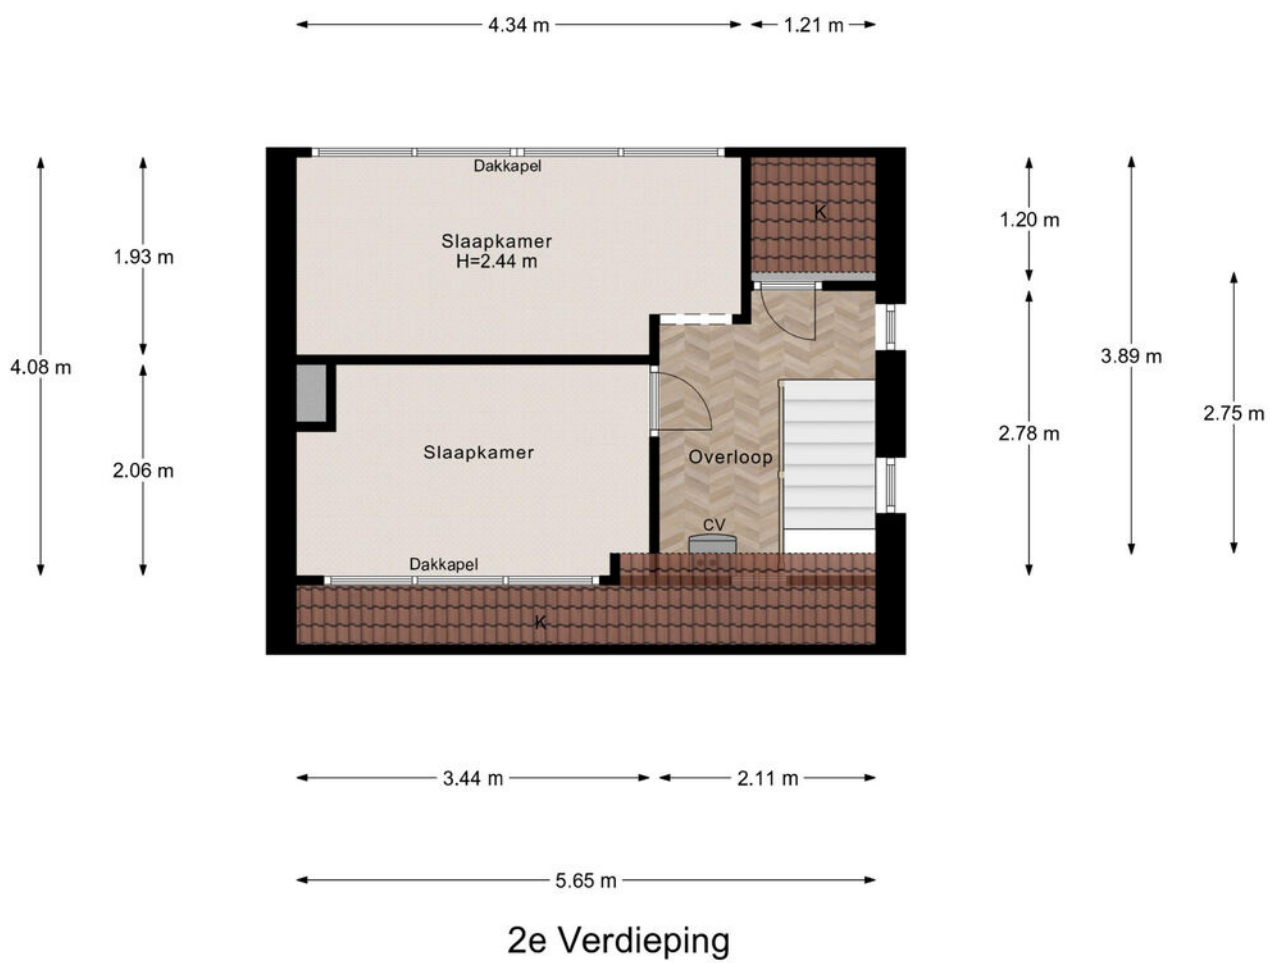 4.34 m
1.21 m
Dakkapel
K
Slaapkamer
H=2.44 m
1.93 m
1.20 m
4.08 m
3.89 m
2.75 m
2.06 m
Slaapkamer
Overloop
2.78 m
CV
Dakkapel
K
3.44 m
2.11 m
5.65 m
2e Verdieping